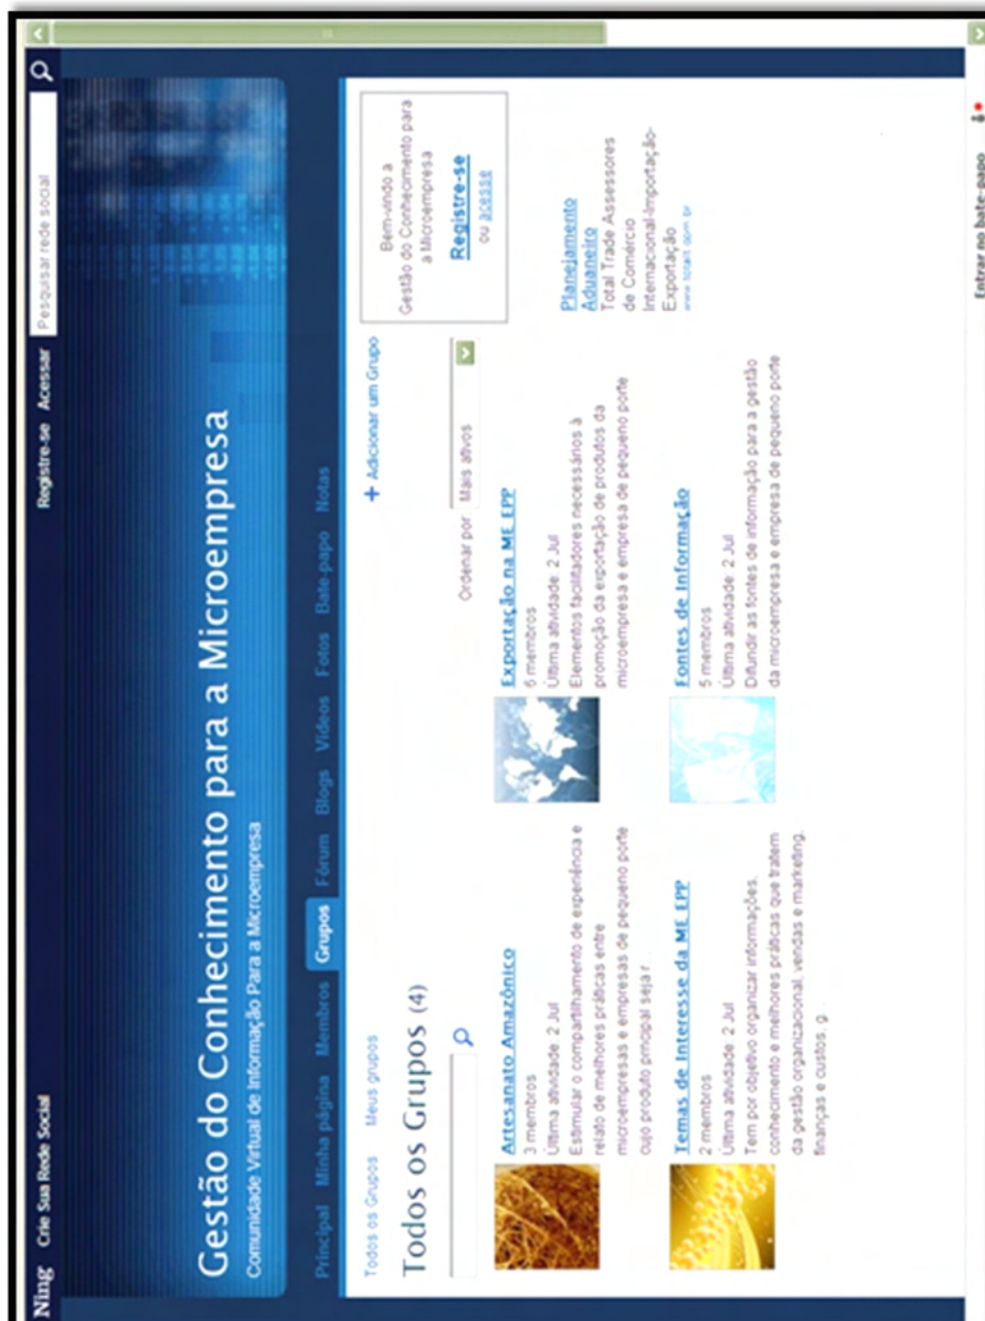 Ning Crie Sua Rede Social Registre-se Acessar Pesquisar rede social
Gestão do Conhecimento para a Microempresa
Comunidade Virtual de Informação Para a Microempresa
Principal Minha página Membros Grupos Fórum Blogs Vídeos Fotos Bate-papo Notas
Todos os Grupos Meus grupos + Adicionar um Grupo
Todos os Grupos (4)
Ordenar por Mais ativos
Artesanato Amazônico
3 membros
Última atividade: 2 Jul
Estimular o compartilhamento de experiência e
relato de melhores práticas entre
microempresas e empresas de pequeno porte
cujo produto principal seja r...
Exportação na ME EPP
6 membros
Última atividade: 2 Jul
Elementos facilitadores necessários à
promoção da exportação de produtos da
microempresa e empresa de pequeno porte
Temas de Interesse da ME EPP
2 membros
Última atividade: 2 Jul
Tem por objetivo organizar informações,
conhecimento e melhores práticas que tratem
da gestão organizacional, vendas e marketing,
finanças e custos, g...
Fontes de Informação
5 membros
Última atividade: 2 Jul
Difundir as fontes de informação para a gestão
da microempresa e empresa de pequeno porte
Bem-vindo a
Gestão do Conhecimento para
a Microempresa
Registre-se
ou acesse
Planejamento
Aduaneiro
Total Trade Assessores
de Comércio
Internacional-Importação-
Exportação
Entrar no bate-papo